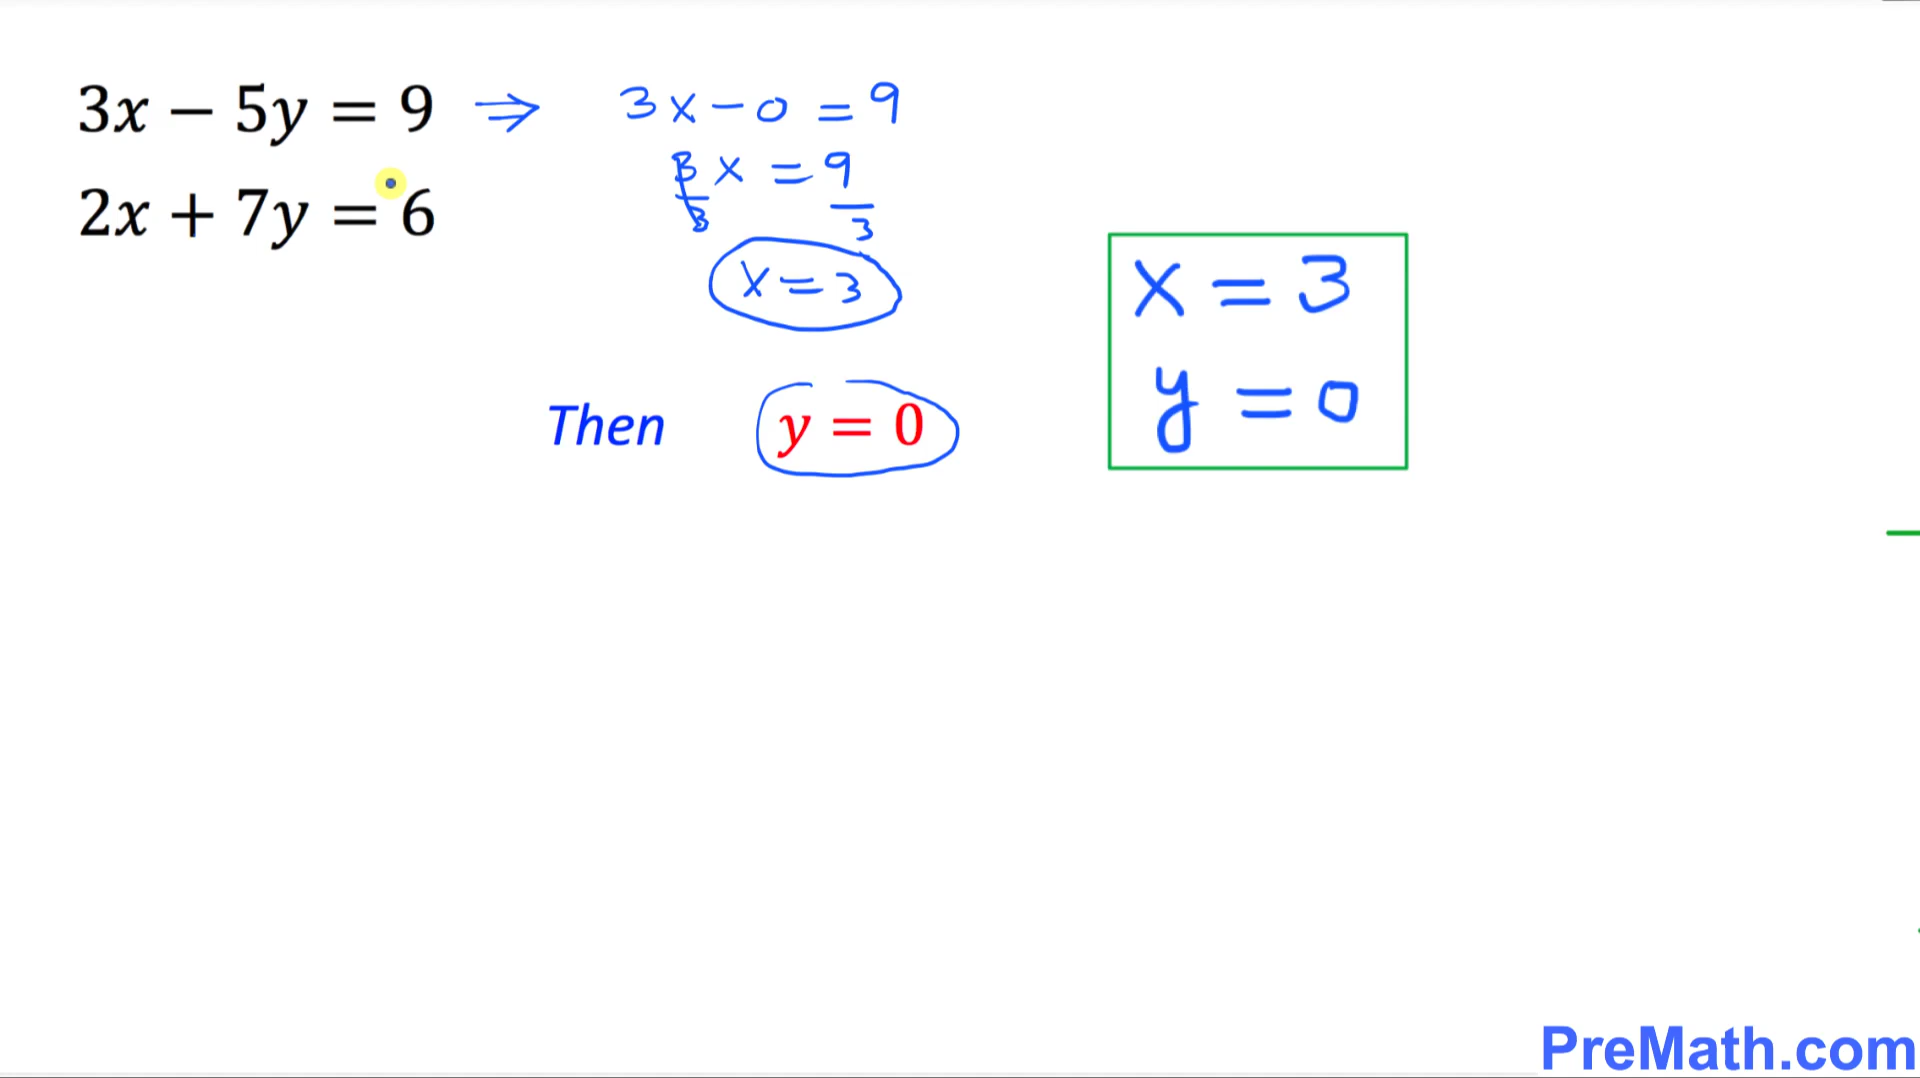 3x − 5y = 9 ⇒ 3x − 0 = 9
3x = 9
3 3
2x + 7y = 6
x = 3
x = 3
y = 0
Then y = 0
PreMath.com